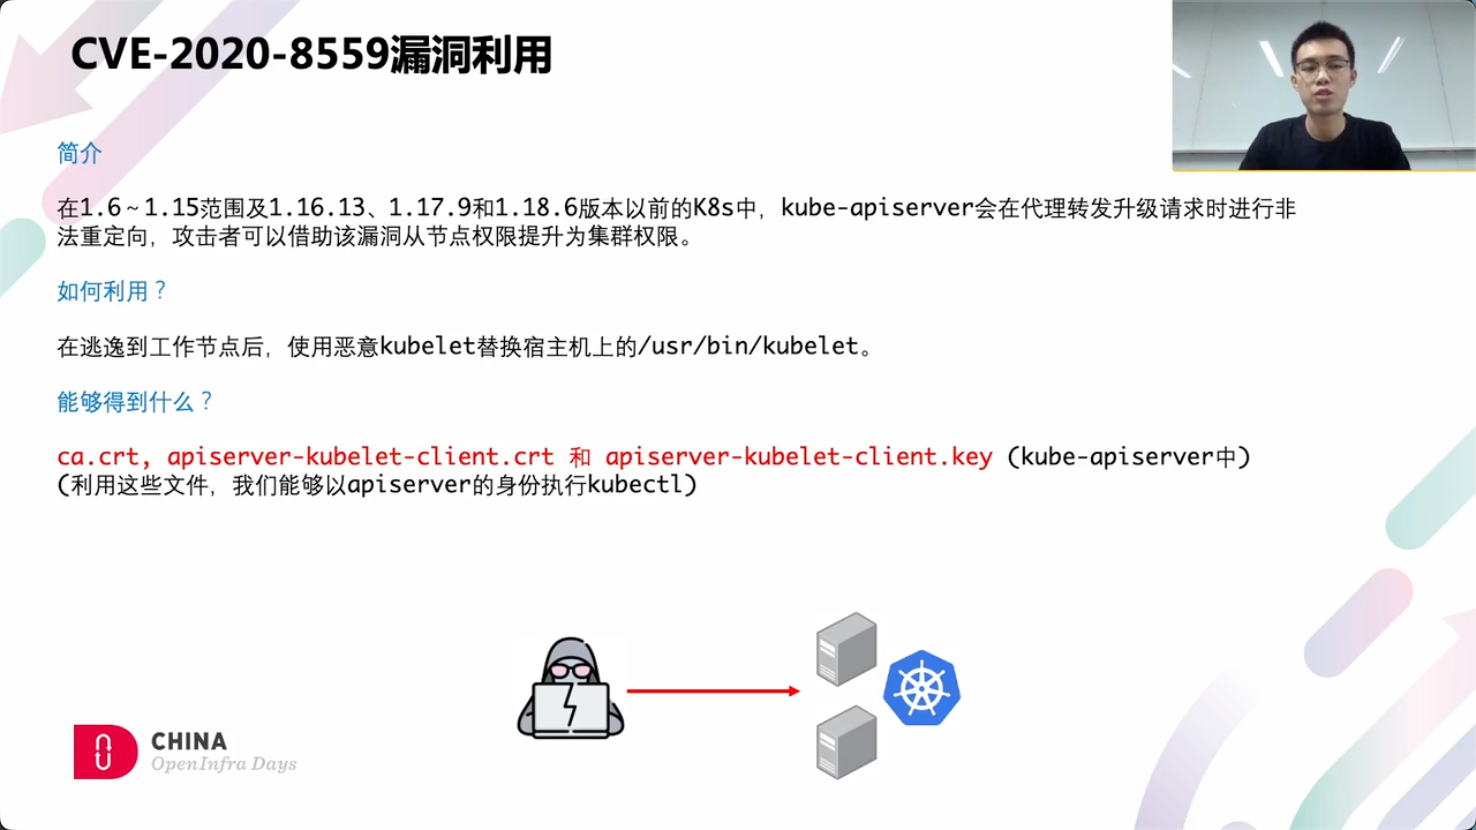 CVE-2020-8559漏洞利用
简介
在1.6~1.15范围及1.16.13、1.17.9和1.18.6版本以前的K8s中，kube-apiserver会在代理转发升级请求时进行非
法重定向，攻击者可以借助该漏洞从节点权限提升为集群权限。
如何利用？
在逃逸到工作节点后，使用恶意kubelet替换宿主机上的/usr/bin/kubelet。
能够得到什么？
ca.crt, apiserver-kubelet-client.crt 和 apiserver-kubelet-client.key (kube-apiserver中)
(利用这些文件，我们能够以apiserver的身份执行kubectl)
CHINA
OpenInfra Days